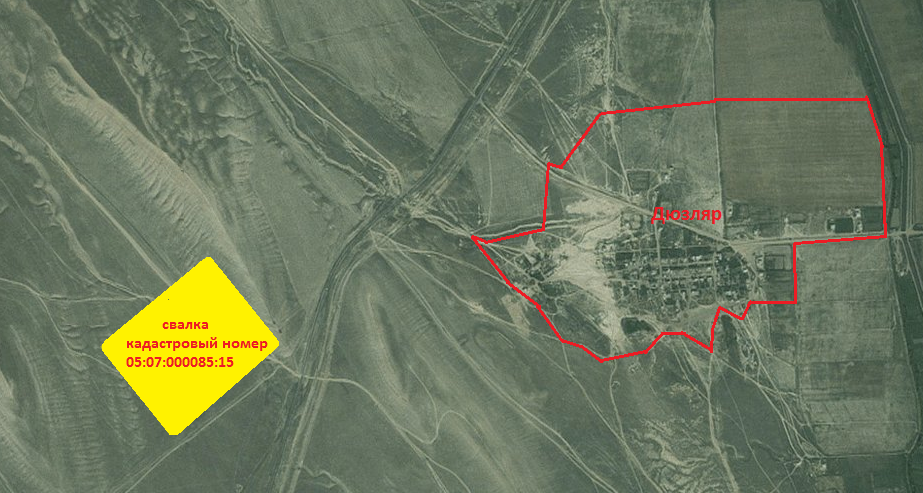 Дюзляр
свалка
кадастровый номер
05:07:000085:15